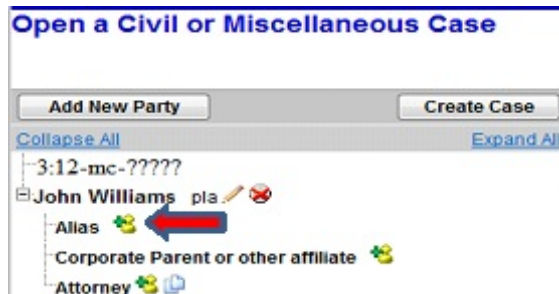 Open a Civil or Miscellaneous Case
Add New Party Create Case
Collapse All Expand All
3:12-mc-?????
John Williams pla
Alias
Corporate Parent or other affiliate
Attorney